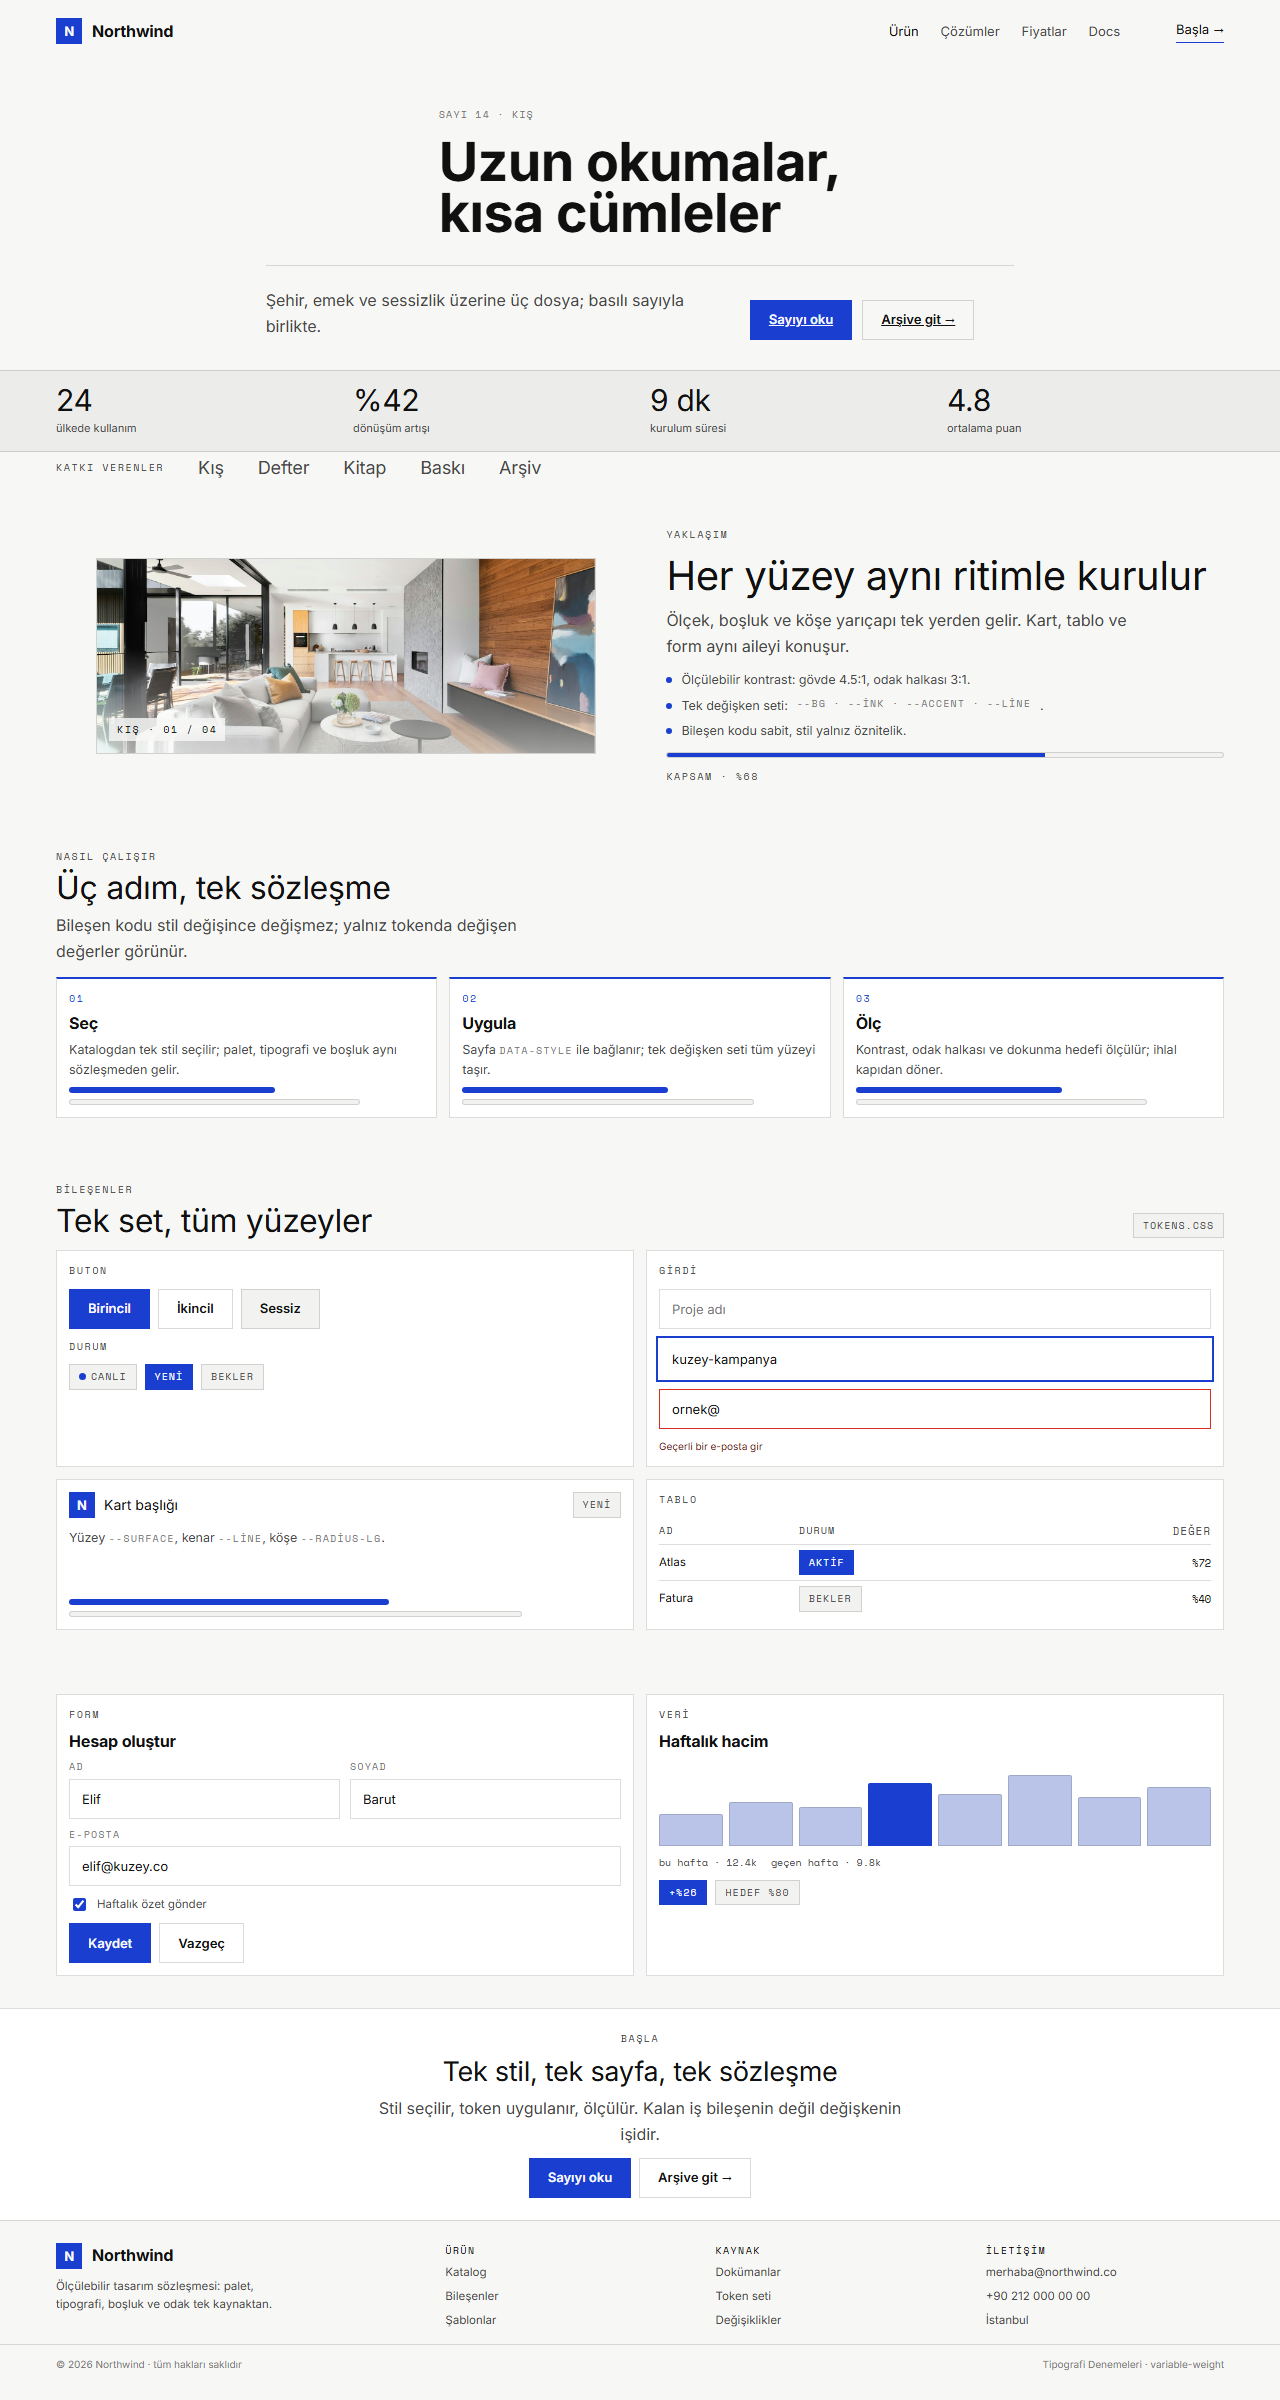 N Northwind
Ürün Çözümler Fiyatlar Docs Başla →
SAYI 14 · KIŞ
Uzun okumalar,
kısa cümleler
Şehir, emek ve sessizlik üzerine üç dosya; basılı sayıyla
birlikte.
Sayıyı oku Arşive git →
24 %42 9 dk 4.8
ülkede kullanım dönüşüm artışı kurulum süresi ortalama puan
KATKI VERENLER Kış Defter Kitap Baskı Arşiv
KIŞ · 01 / 04
YAKLAŞIM
Her yüzey aynı ritimle kurulur
Ölçek, boşluk ve köşe yarıçapı tek yerden gelir. Kart, tablo ve
form aynı aileyi konuşur.
Ölçülebilir kontrast: gövde 4.5:1, odak halkası 3:1.
Tek değişken seti: --BG · --İNK · --ACCENT · --LİNE .
Bileşen kodu sabit, stil yalnız öznitelik.
KAPSAM · %68
NASIL ÇALIŞIR
Üç adım, tek sözleşme
Bileşen kodu stil değişince değişmez; yalnız tokenda değişen
değerler görünür.
01
Seç
Katalogdan tek stil seçilir; palet, tipografi ve boşluk aynı
sözleşmeden gelir.
02
Uygula
Sayfa DATA-STYLE ile bağlanır; tek değişken seti tüm yüzeyi
taşır.
03
Ölç
Kontrast, odak halkası ve dokunma hedefi ölçülür; ihlal
kapıdan döner.
BİLEŞENLER
Tek set, tüm yüzeyler
TOKENS.CSS
BUTON
Birincil İkincil Sessiz
DURUM
CANLI YENİ BEKLER
GİRDİ
Proje adı
kuzey-kampanya
ornek@
Geçerli bir e-posta gir
N Kart başlığı YENİ
Yüzey --SURFACE, kenar --LİNE, köşe --RADİUS-LG.
TABLO
AD DURUM DEĞER
Atlas AKTİF %72
Fatura BEKLER %40
FORM
Hesap oluştur
AD SOYAD
Elif Barut
E-POSTA
elif@kuzey.co
Haftalık özet gönder
Kaydet Vazgeç
VERİ
Haftalık hacim
bu hafta · 12.4k geçen hafta · 9.8k
+%26 HEDEF %80
BAŞLA
Tek stil, tek sayfa, tek sözleşme
Stil seçilir, token uygulanır, ölçülür. Kalan iş bileşenin değil değişkenin
işidir.
Sayıyı oku Arşive git →
N Northwind
Ölçülebilir tasarım sözleşmesi: palet,
tipografi, boşluk ve odak tek kaynaktan.
ÜRÜN
Katalog
Bileşenler
Şablonlar
KAYNAK
Dokümanlar
Token seti
Değişiklikler
İLETİŞİM
merhaba@northwind.co
+90 212 000 00 00
İstanbul
© 2026 Northwind · tüm hakları saklıdır
Tipografi Denemeleri · variable-weight